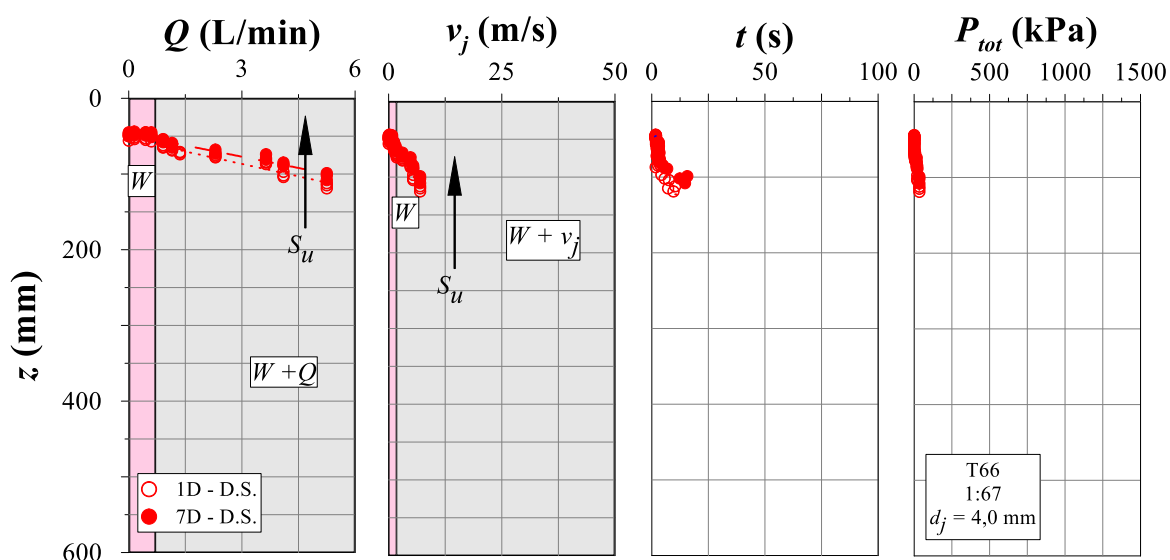 Q (L/min)
v_j (m/s)
t (s)
P_tot (kPa)
0 3 6
0 25 50
0 50 100
0 500 1000 1500
0
200
400
600
z (mm)
W
S_u
W +Q
1D - D.S.
7D - D.S.
W
S_u
W + v_j
T66
1:67
d_j = 4,0 mm